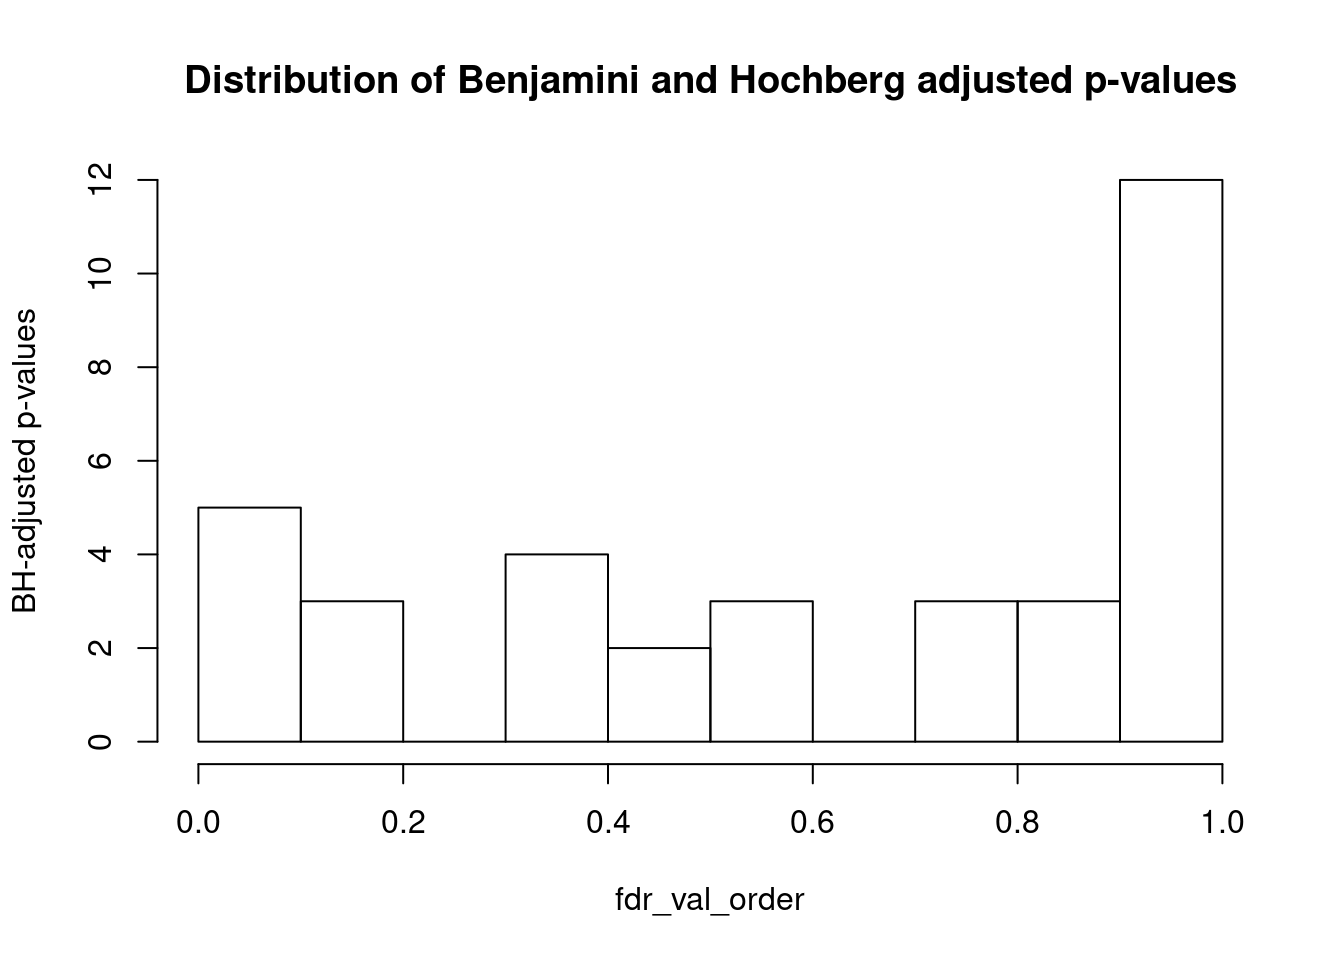 Distribution of Benjamini and Hochberg adjusted p-values
BH-adjusted p-values
12
10
8
6
4
2
0
0.0 0.2 0.4 0.6 0.8 1.0
fdr_val_order